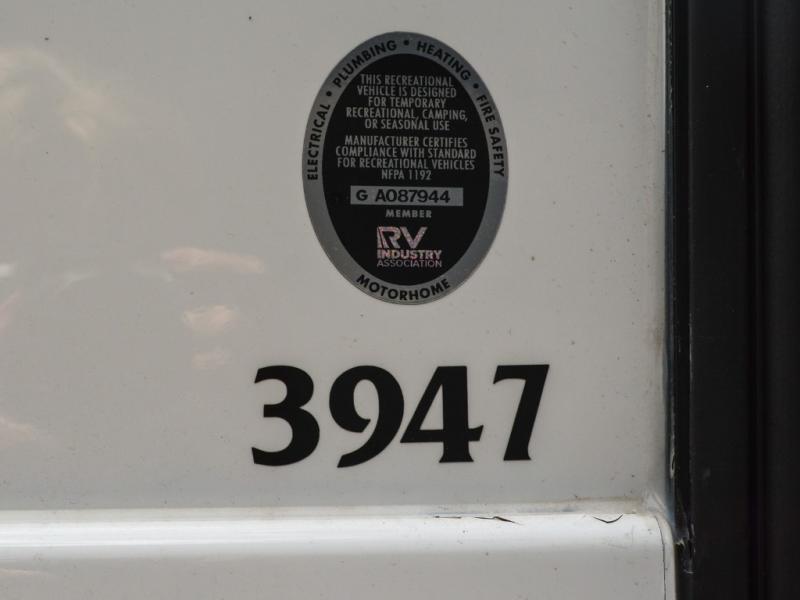 ELECTRICAL • PLUMBING • HEATING • FIRE SAFETY
THIS RECREATIONAL
VEHICLE IS DESIGNED
FOR TEMPORARY
RECREATIONAL, CAMPING,
OR SEASONAL USE
MANUFACTURER CERTIFIES
COMPLIANCE WITH STANDARD
FOR RECREATIONAL VEHICLES
NFPA 1192
G A087944
MEMBER
RV
INDUSTRY
ASSOCIATION
MOTORHOME
3947